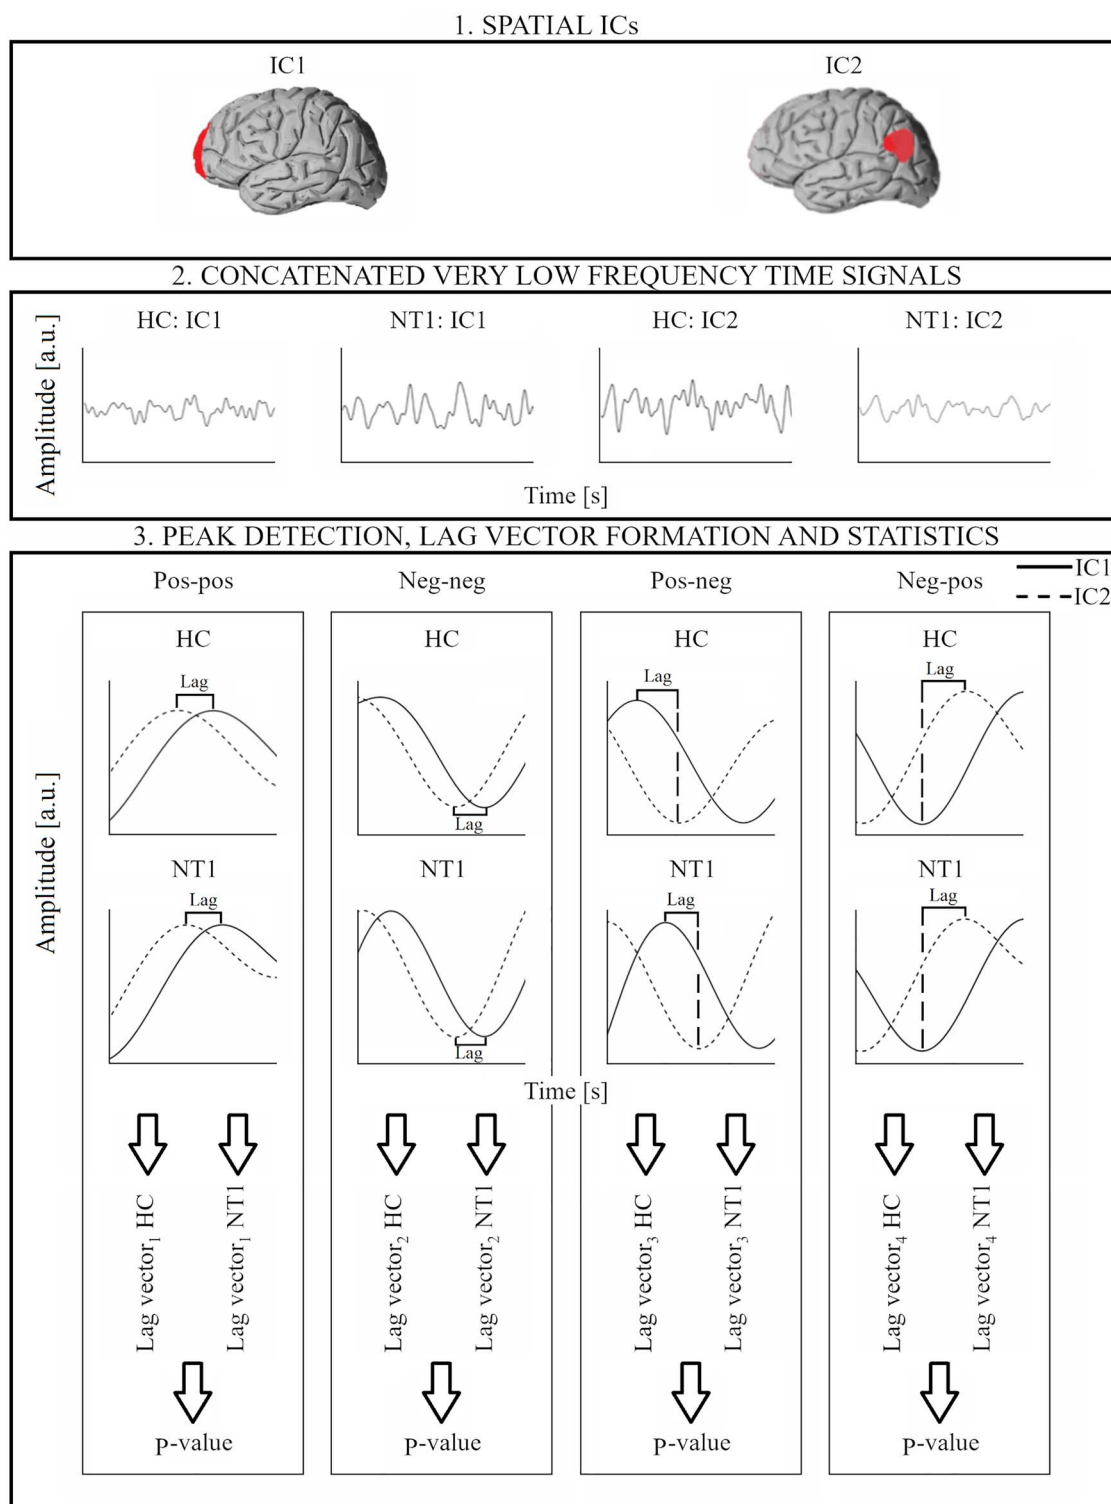 1. SPATIAL ICs
IC1
IC2
2. CONCATENATED VERY LOW FREQUENCY TIME SIGNALS
Amplitude [a.u.]
HC: IC1
NT1: IC1
HC: IC2
NT1: IC2
Time [s]
3. PEAK DETECTION, LAG VECTOR FORMATION AND STATISTICS
IC1
IC2
Pos-pos
Neg-neg
Pos-neg
Neg-pos
Amplitude [a.u.]
HC
Lag
HC
Lag
HC
Lag
HC
Lag
NT1
Lag
NT1
Lag
NT1
Lag
NT1
Lag
Time [s]
Lag vector₁ HC
Lag vector₁ NT1
Lag vector₂ HC
Lag vector₂ NT1
Lag vector₃ HC
Lag vector₃ NT1
Lag vector₄ HC
Lag vector₄ NT1
P-value
P-value
P-value
P-value